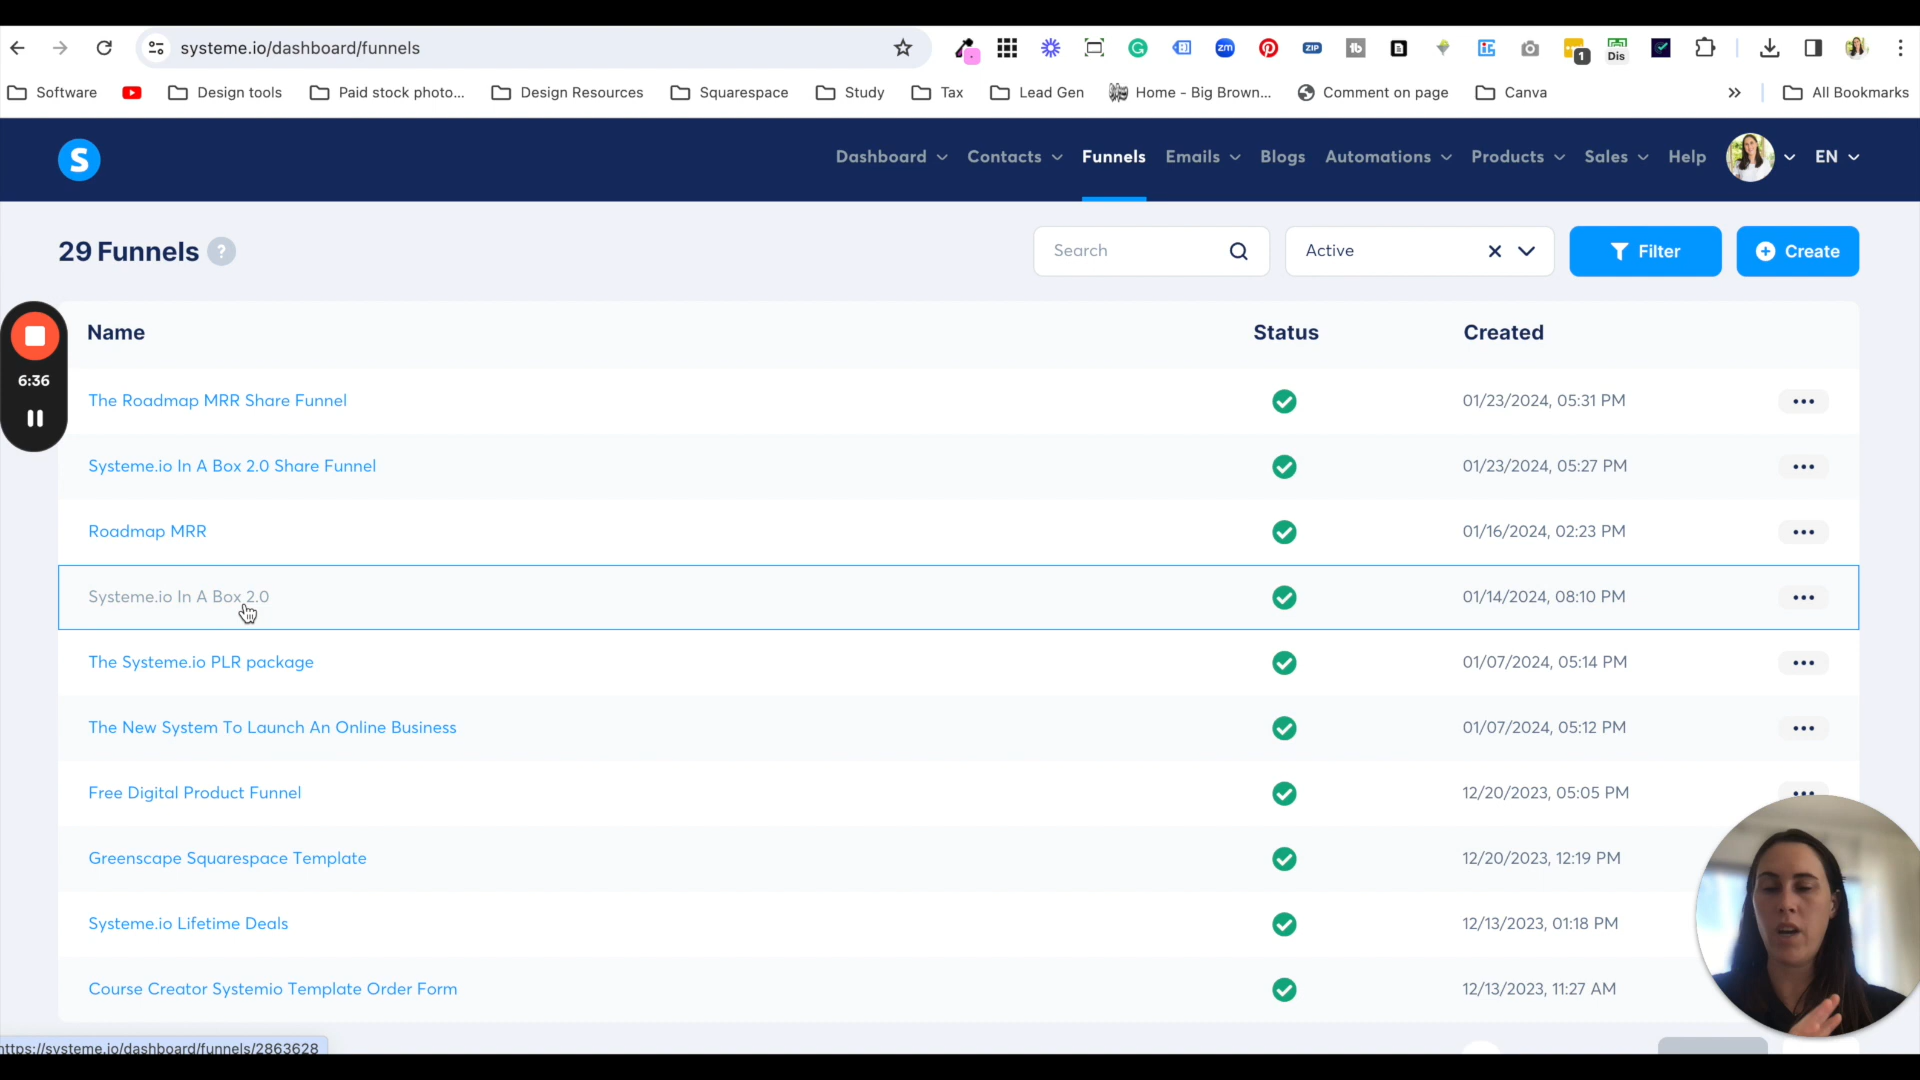 systeme.io/dashboard/funnels
zm
ZIP
1
Dis
Software
Design tools
Paid stock photo...
Design Resources
Squarespace
Study
Tax
Lead Gen
Home - Big Brown...
Comment on page
Canva
»
All Bookmarks
S
Dashboard
Contacts
Funnels
Emails
Blogs
Automations
Products
Sales
Help
EN
29 Funnels ?
Search
Active
Filter
Create
6:36
Name Status Created
The Roadmap MRR Share Funnel 01/23/2024, 05:31 PM
Systeme.io In A Box 2.0 Share Funnel 01/23/2024, 05:27 PM
Roadmap MRR 01/16/2024, 02:23 PM
Systeme.io In A Box 2.0 01/14/2024, 08:10 PM
The Systeme.io PLR package 01/07/2024, 05:14 PM
The New System To Launch An Online Business 01/07/2024, 05:12 PM
Free Digital Product Funnel 12/20/2023, 05:05 PM
Greenscape Squarespace Template 12/20/2023, 12:19 PM
Systeme.io Lifetime Deals 12/13/2023, 01:18 PM
Course Creator Systemio Template Order Form 12/13/2023, 11:27 AM
https://systeme.io/dashboard/funnels/2863628